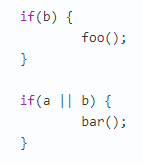 if(b) {
        foo();
}

if(a || b) {
        bar();
}